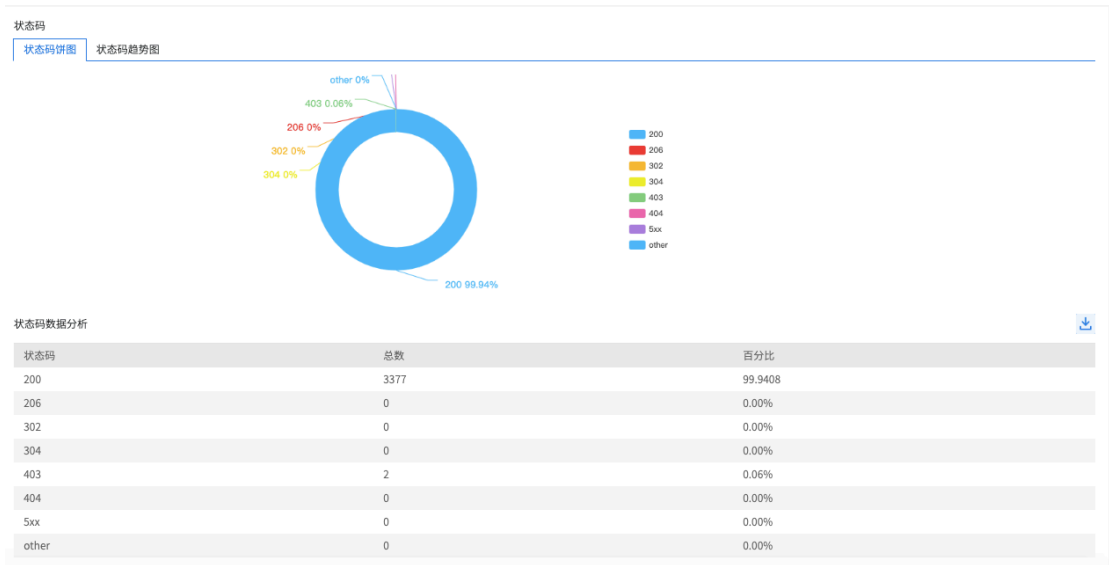 状态码
状态码饼图 状态码趋势图
other 0%
403 0.06%
206 0%
302 0%
304 0%
200 99.94%
200
206
302
304
403
404
5xx
other
状态码数据分析
状态码 总数 百分比
200 3377 99.9408
206 0 0.00%
302 0 0.00%
304 0 0.00%
403 2 0.06%
404 0 0.00%
5xx 0 0.00%
other 0 0.00%